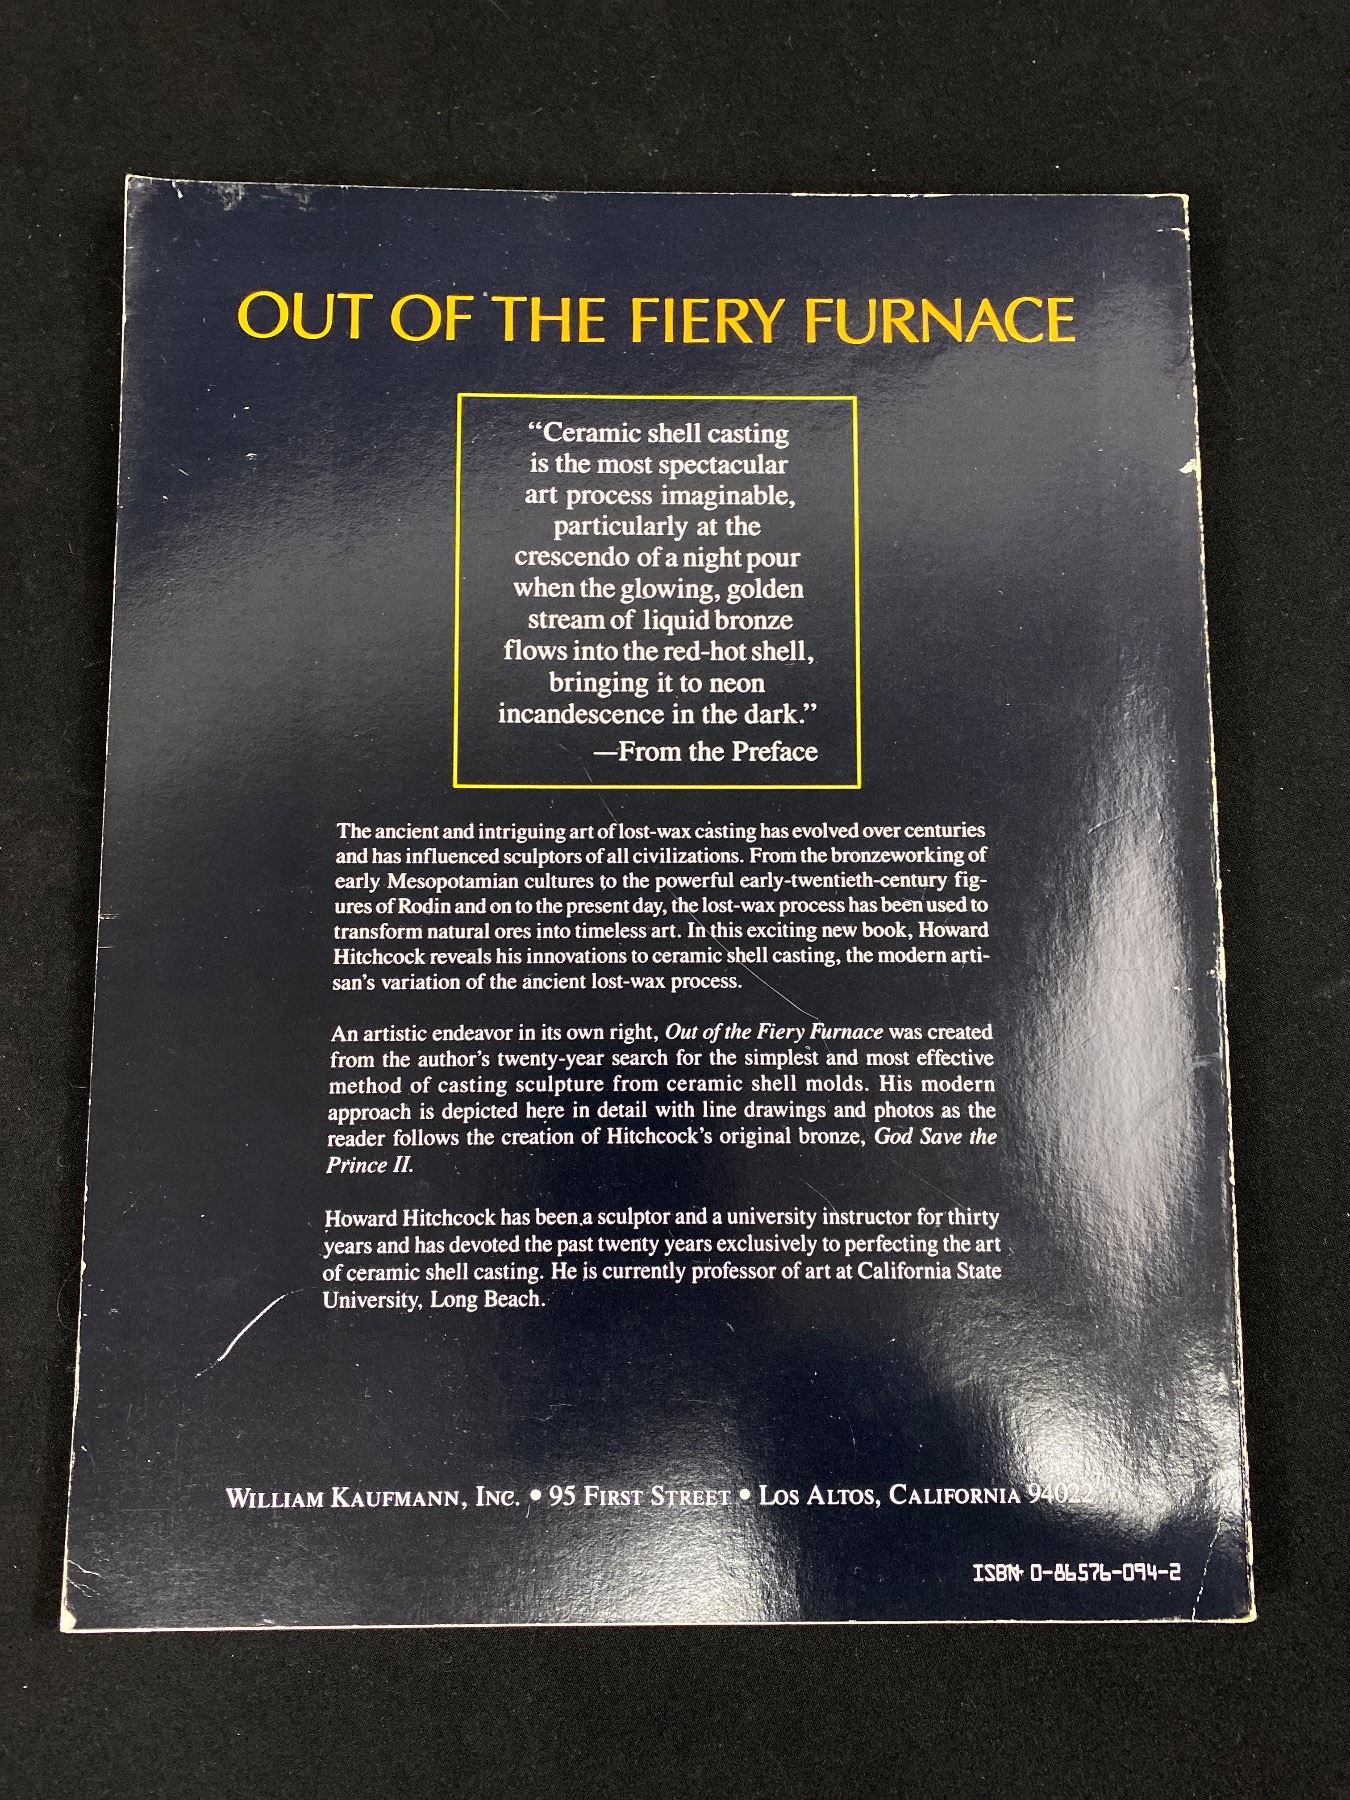 OUT OF THE FIERY FURNACE
“Ceramic shell casting
is the most spectacular
art process imaginable,
particularly at the
crescendo of a night pour
when the glowing, golden
stream of liquid bronze
flows into the red-hot shell,
bringing it to neon
incandescence in the dark.”
—From the Preface
The ancient and intriguing art of lost-wax casting has evolved over centuries
and has influenced sculptors of all civilizations. From the bronzeworking of
early Mesopotamian cultures to the powerful early-twentieth-century fig-
ures of Rodin and on to the present day, the lost-wax process has been used to
transform natural ores into timeless art. In this exciting new book, Howard
Hitchcock reveals his innovations to ceramic shell casting, the modern arti-
san’s variation of the ancient lost-wax process.
An artistic endeavor in its own right, Out of the Fiery Furnace was created
from the author’s twenty-year search for the simplest and most effective
method of casting sculpture from ceramic shell molds. His modern
approach is depicted here in detail with line drawings and photos as the
reader follows the creation of Hitchcock’s original bronze, God Save the
Prince II.
Howard Hitchcock has been a sculptor and a university instructor for thirty
years and has devoted the past twenty years exclusively to perfecting the art
of ceramic shell casting. He is currently professor of art at California State
University, Long Beach.
WILLIAM KAUFMANN, INC. • 95 FIRST STREET • LOS ALTOS, CALIFORNIA 94022
ISBN 0-86576-094-2